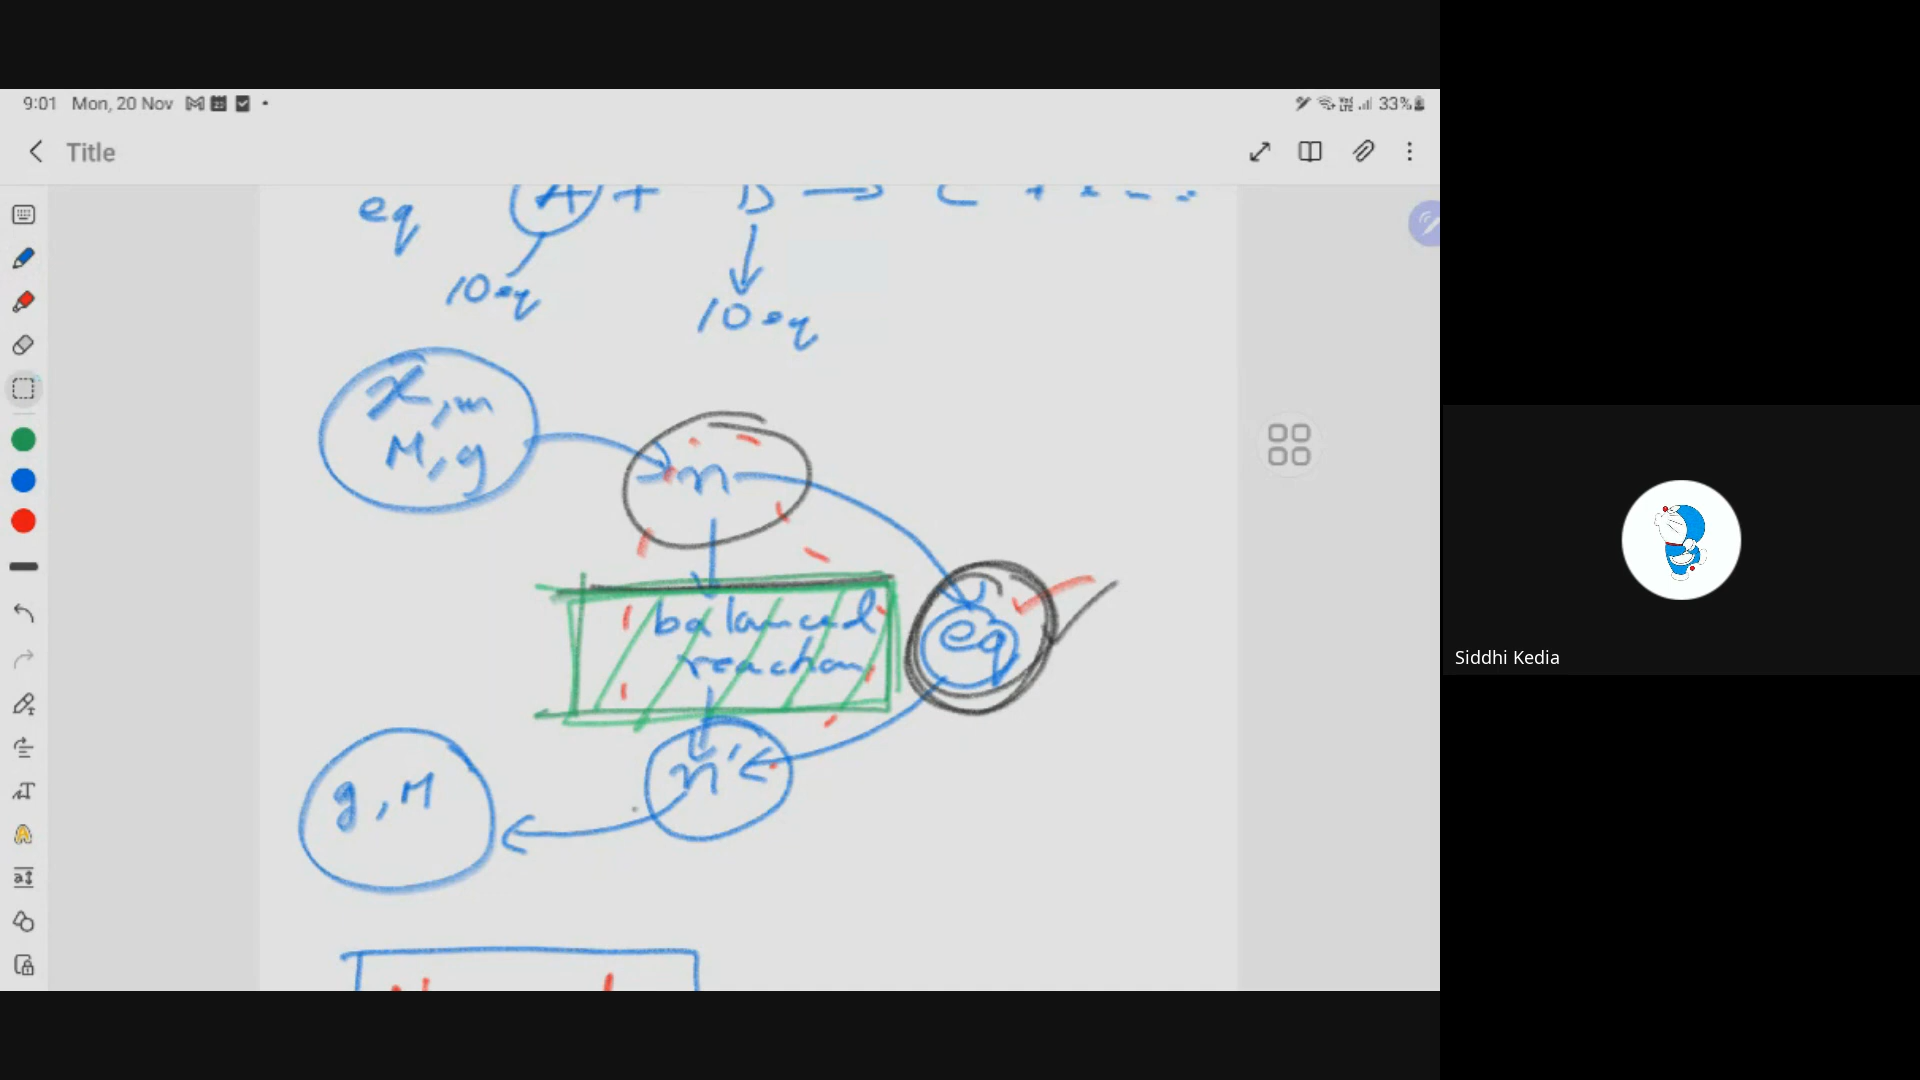 9:01 Mon, 20 Nov 33%
Title
eq A + B → C +
10 eq
10 eq
x, m
M, g
n
balanced
reaction
eq
n'
g, M
Siddhi Kedia